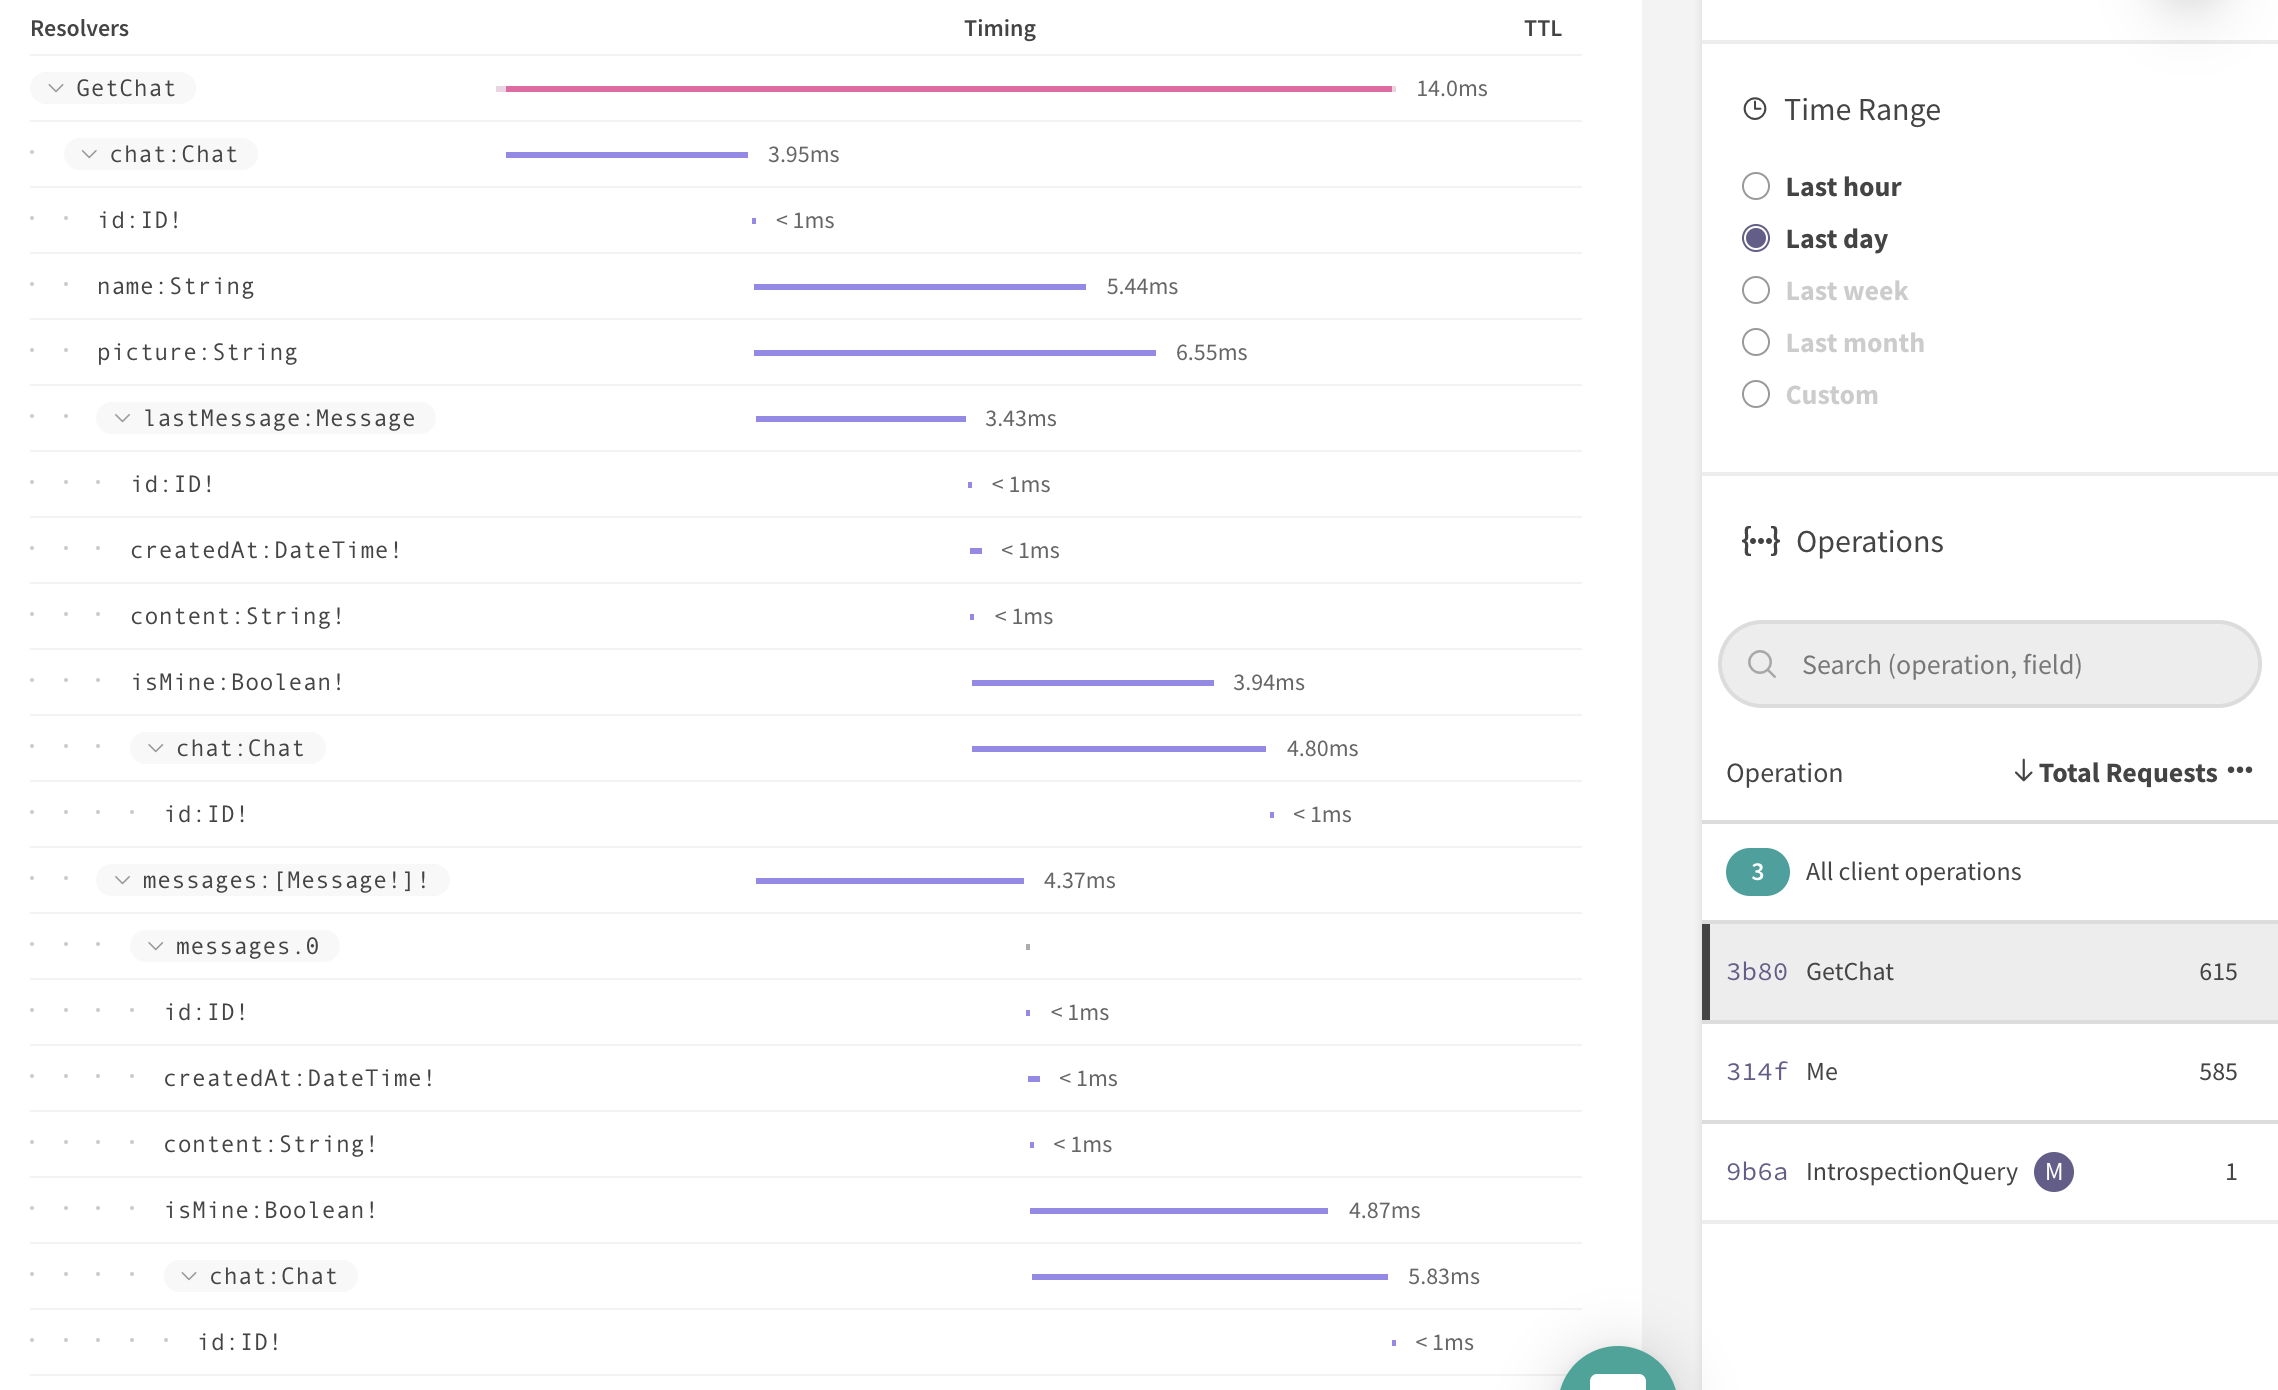 Resolvers Timing TTL
GetChat 14.0ms
chat:Chat 3.95ms
id:ID! < 1ms
name:String 5.44ms
picture:String 6.55ms
lastMessage:Message 3.43ms
id:ID! < 1ms
createdAt:DateTime! < 1ms
content:String! < 1ms
isMine:Boolean! 3.94ms
chat:Chat 4.80ms
id:ID! < 1ms
messages:[Message!]! 4.37ms
messages.0
id:ID! < 1ms
createdAt:DateTime! < 1ms
content:String! < 1ms
isMine:Boolean! 4.87ms
chat:Chat 5.83ms
id:ID! < 1ms
Time Range
Last hour
Last day
Last week
Last month
Custom
Operations
Search (operation, field)
Operation Total Requests
3 All client operations
3b80 GetChat 615
314f Me 585
9b6a IntrospectionQuery M 1